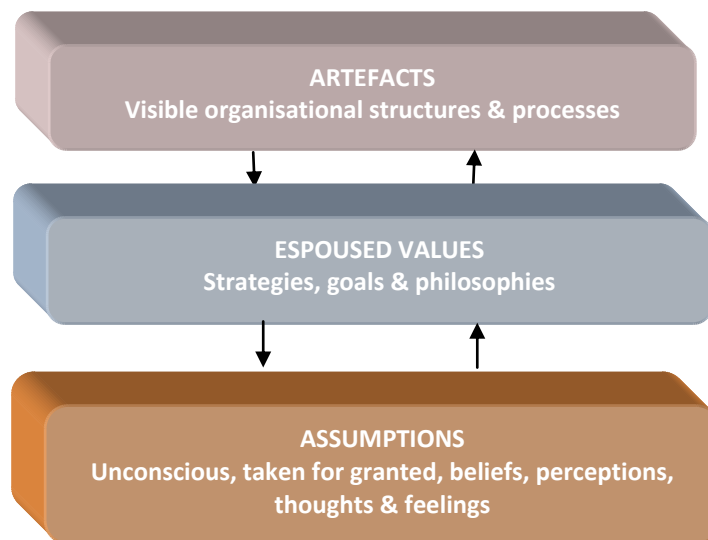 ARTEFACTS
Visible organisational structures & processes
ESPOUSED VALUES
Strategies, goals & philosophies
ASSUMPTIONS
Unconscious, taken for granted, beliefs, perceptions,
thoughts & feelings